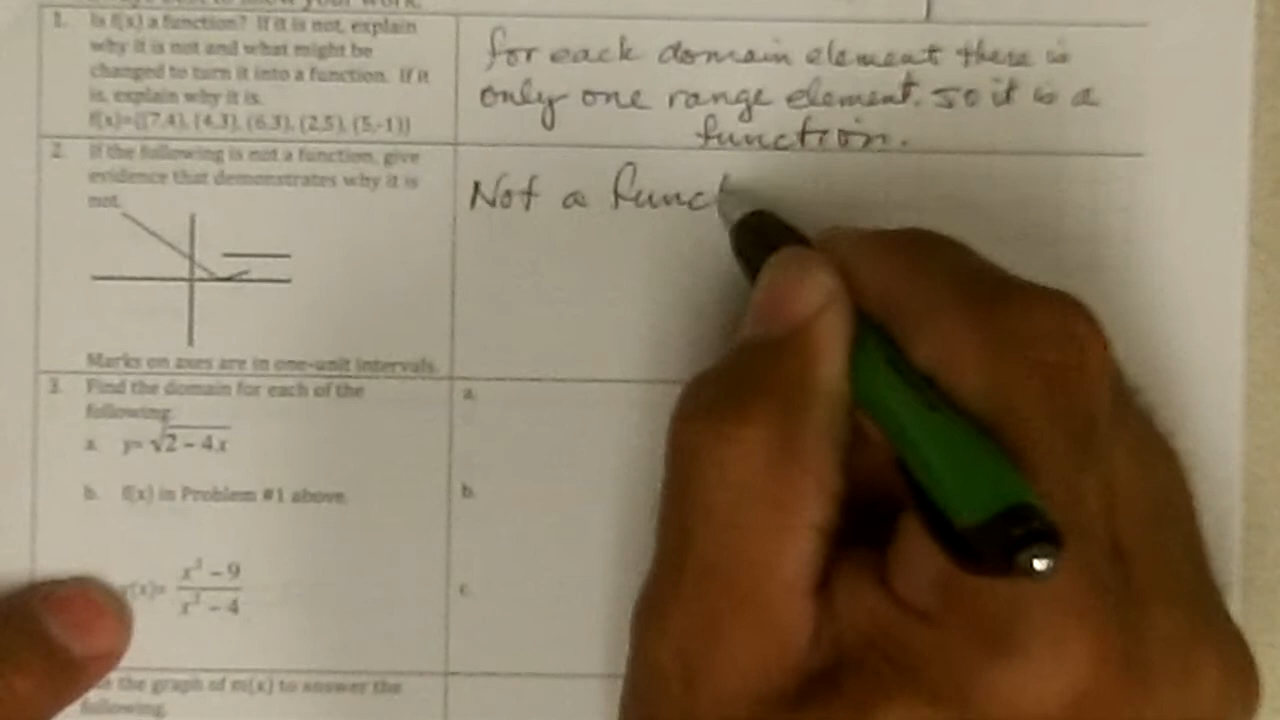 1. Is f(x) a function? If it is not, explain
why it is not and what might be
changed to turn it into a function. If it
is, explain why it is.
f(x)={(7,4), (4,3), (6,3), (2,5), (5,-1)}
for each domain element there is
only one range element. so it is a
function.
2. If the following is not a function, give
evidence that demonstrates why it is
not.
Not a funct
Marks on axes are in one-unit intervals.
3. Find the domain for each of the
following:
a. y= √2 – 4x
b. f(x) in Problem #1 above
(x)= x² – 9
x² – 4
a.
b.
c.
the graph of m(x) to answer the
following.